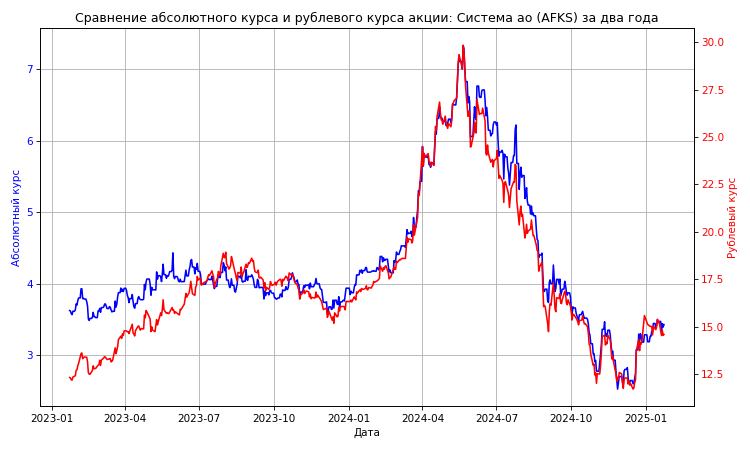 Сравнение абсолютного курса и рублевого курса акции: Система ао (AFKS) за два года
Абсолютный курс
7
6
5
4
3
30.0
27.5
25.0
22.5
20.0
17.5
15.0
12.5
Рублевый курс
2023-01 2023-04 2023-07 2023-10 2024-01 2024-04 2024-07 2024-10 2025-01
Дата